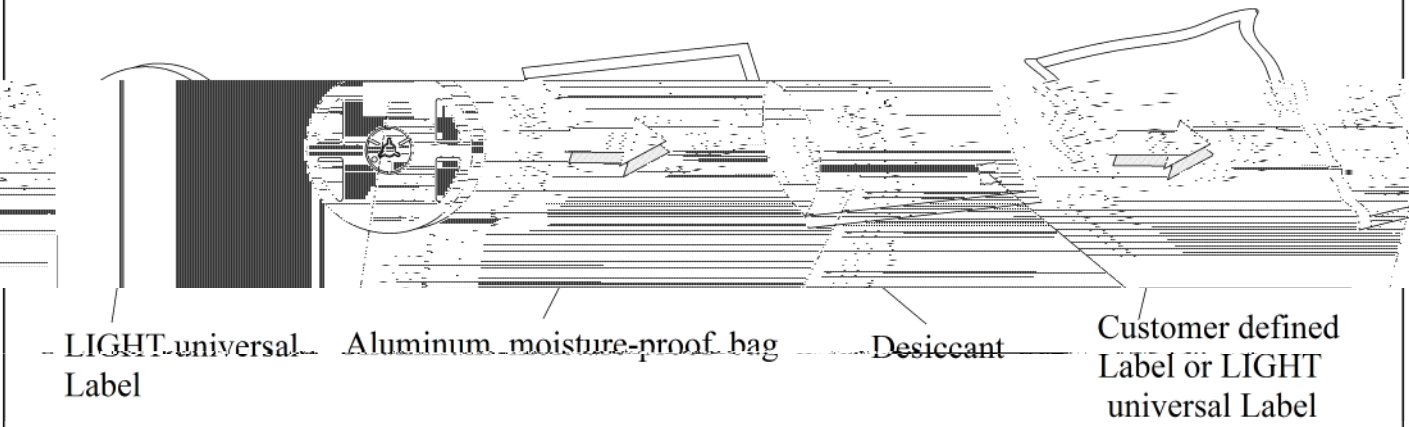 LIGHT universal
Label
Aluminum moisture-proof bag
Desiccant
Customer defined
Label or LIGHT
universal Label